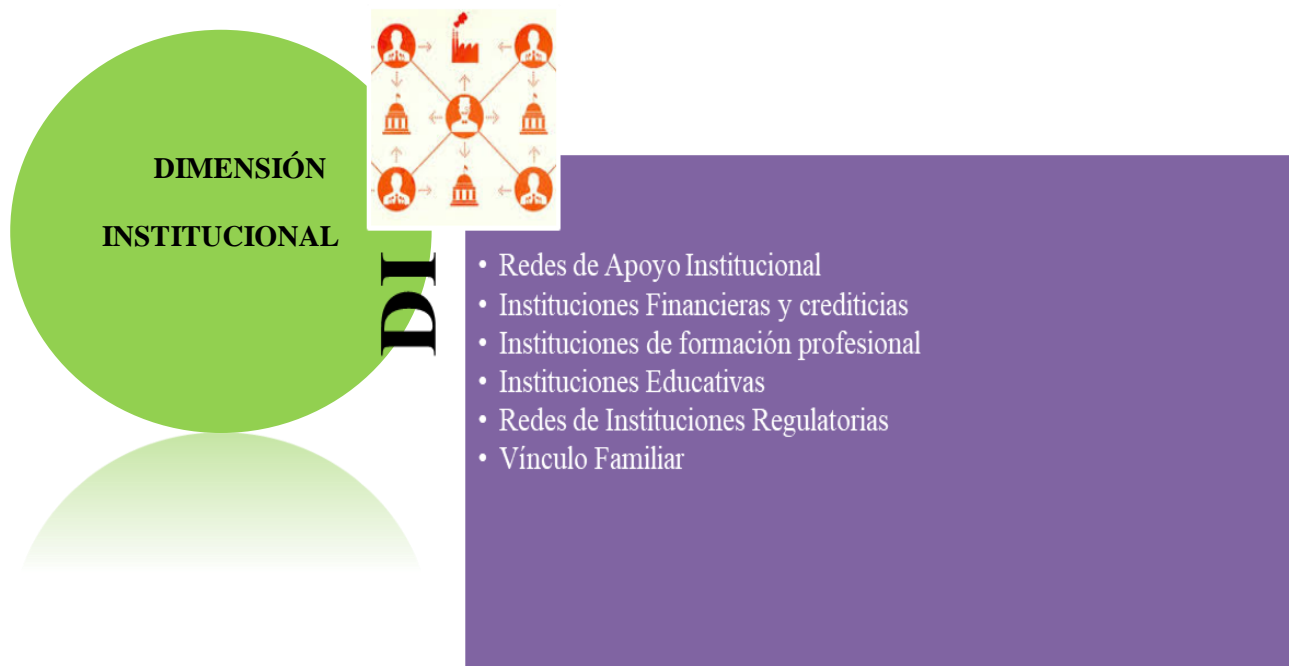 DIMENSIÓN
INSTITUCIONAL
DI
• Redes de Apoyo Institucional
• Instituciones Financieras y crediticias
• Instituciones de formación profesional
• Instituciones Educativas
• Redes de Instituciones Regulatorias
• Vínculo Familiar